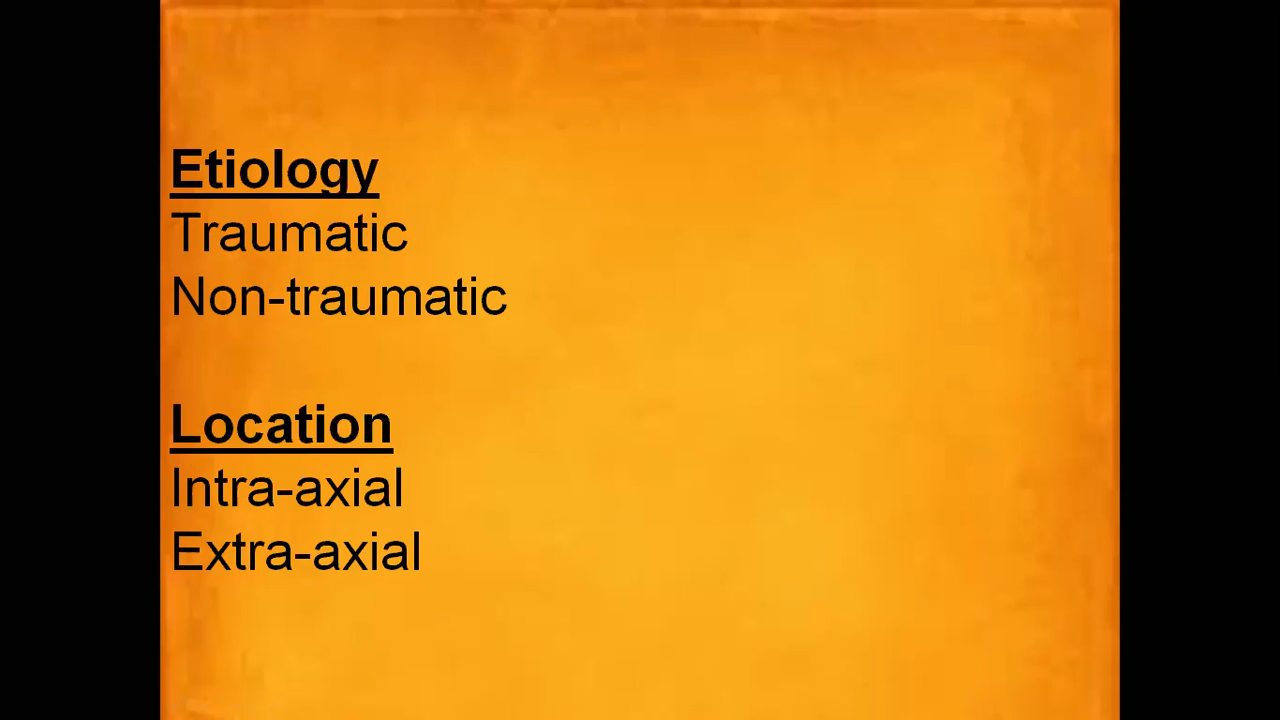 Etiology
Traumatic
Non-traumatic
Location
Intra-axial
Extra-axial